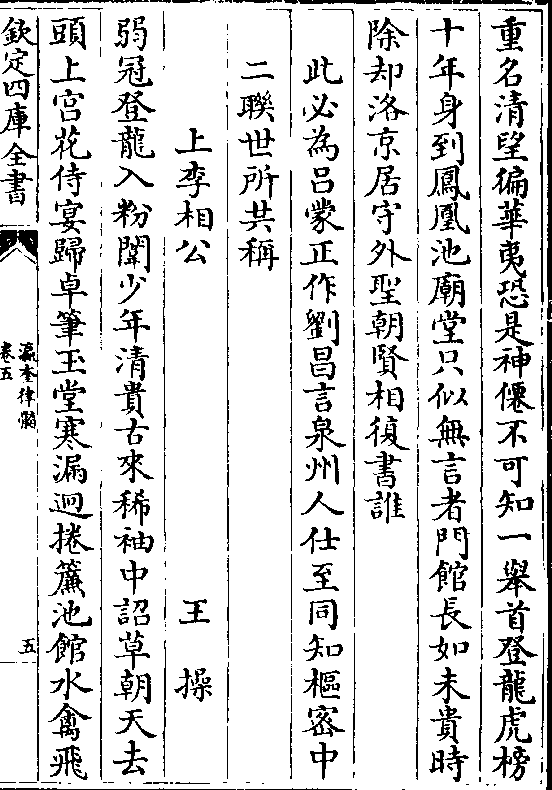 重名清望徧華夷恐是神僊不可知一舉首登龍虎榜
十年身到鳳凰池廟堂只似無言者門館長如未貴時
除却洛京居守外聖朝賢相復書誰
此必為吕蒙正作劉昌言泉州人仕至同知樞宻中
二聯世所共稱
上李相公　王操
弱冠登龍入粉闈少年清貴古來稀袖中詔草朝天去
頭上宫花侍宴歸卓筆玉堂寒漏迥捲簾池館水禽飛
欽定四庫全書
瀛奎律髓
卷五
五